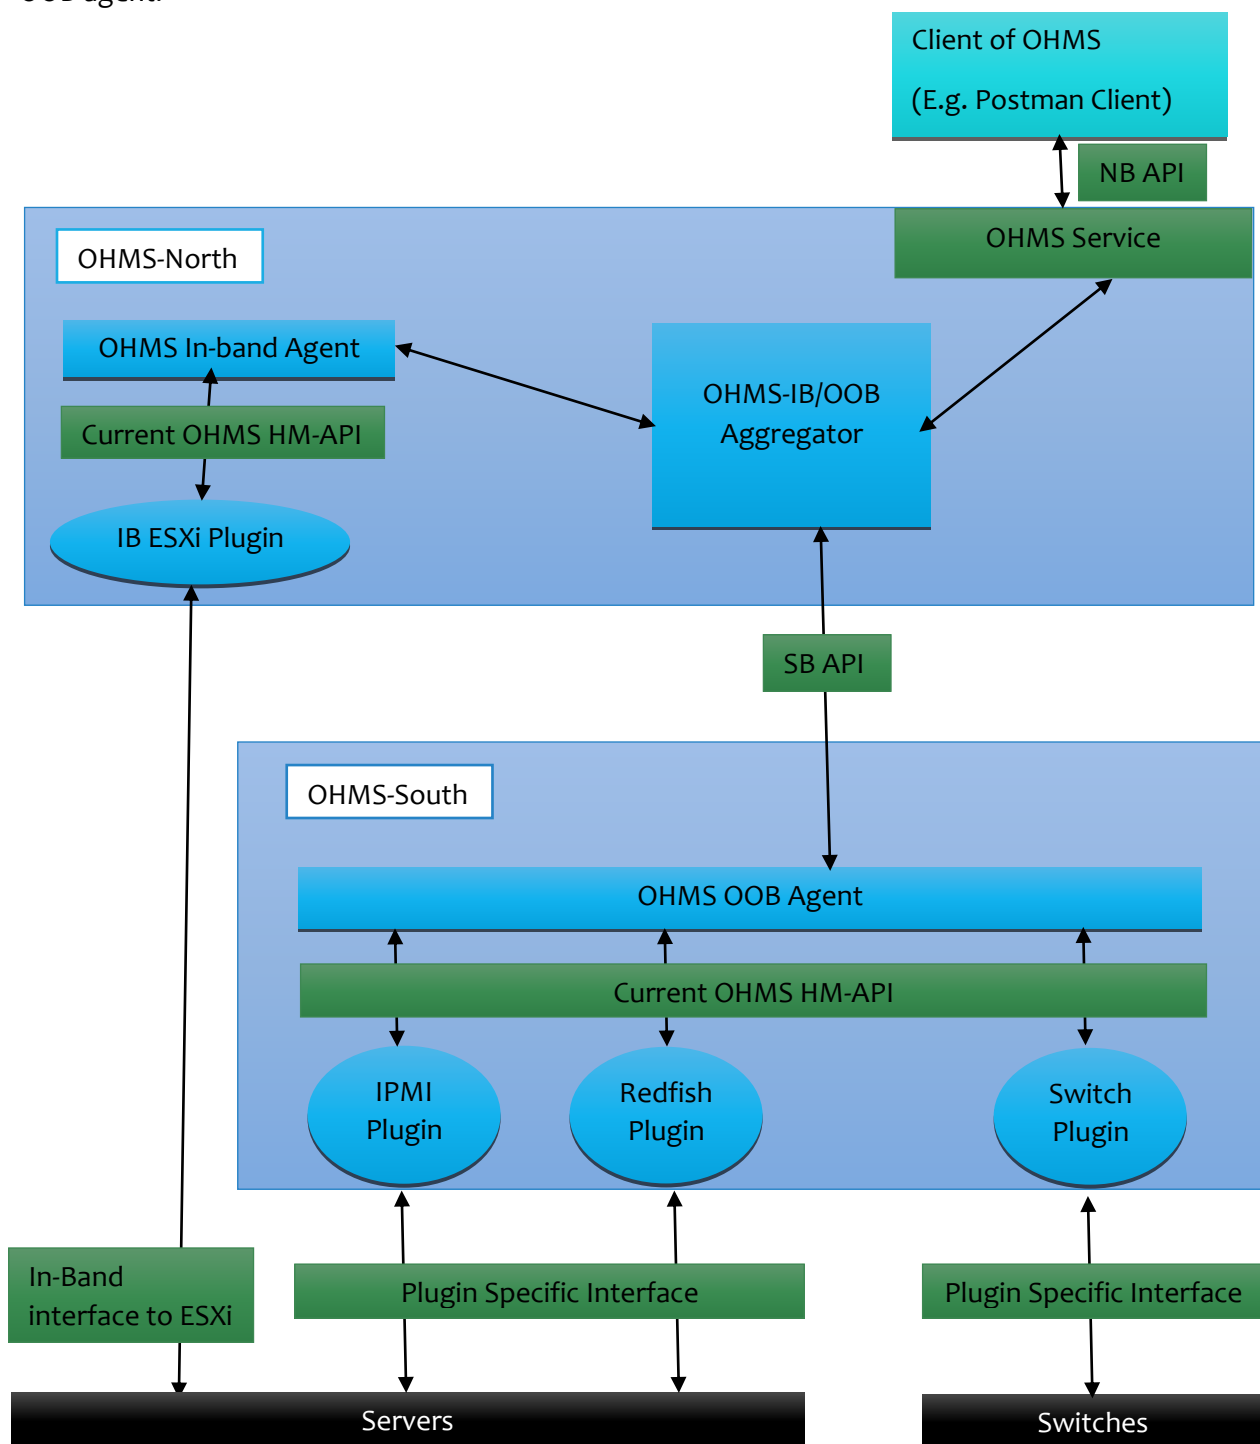 OOB agent.
Client of OHMS
(E.g. Postman Client)
NB API
OHMS Service
OHMS-North
OHMS In-band Agent
OHMS-IB/OOB
Aggregator
Current OHMS HM-API
IB ESXi Plugin
SB API
OHMS-South
OHMS OOB Agent
Current OHMS HM-API
IPMI
Plugin
Redfish
Plugin
Switch
Plugin
In-Band
interface to ESXi
Plugin Specific Interface
Plugin Specific Interface
Servers
Switches